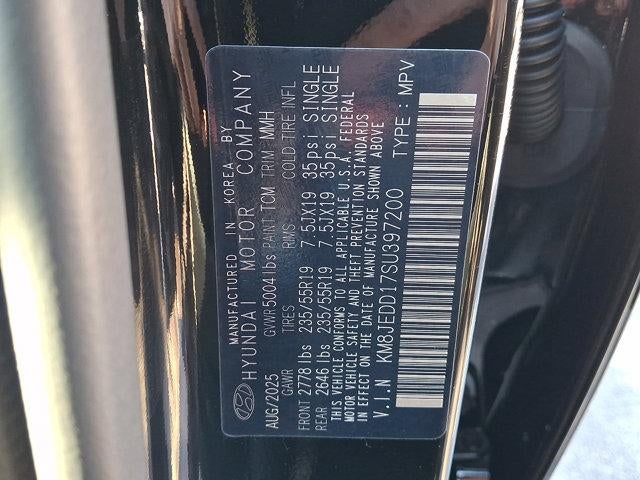 MANUFACTURED IN KOREA BY
HYUNDAI MOTOR COMPANY
AUG/2025 GVWR 5004 lbs PAINT TCM TRIM MMH
GAWR TIRES RIMS COLD TIRE INFL
FRONT 2778 lbs 235/55R19 7.5JX19 35psi SINGLE
REAR 2646 lbs 235/55R19 7.5JX19 35psi SINGLE
THIS VEHICLE CONFORMS TO ALL APPLICABLE U.S.A. FEDERAL
MOTOR VEHICLE SAFETY AND THEFT PREVENTION STANDARDS
IN EFFECT ON THE DATE OF MANUFACTURE SHOWN ABOVE
V.I.N KM8JEDD17SU397200 TYPE : MPV